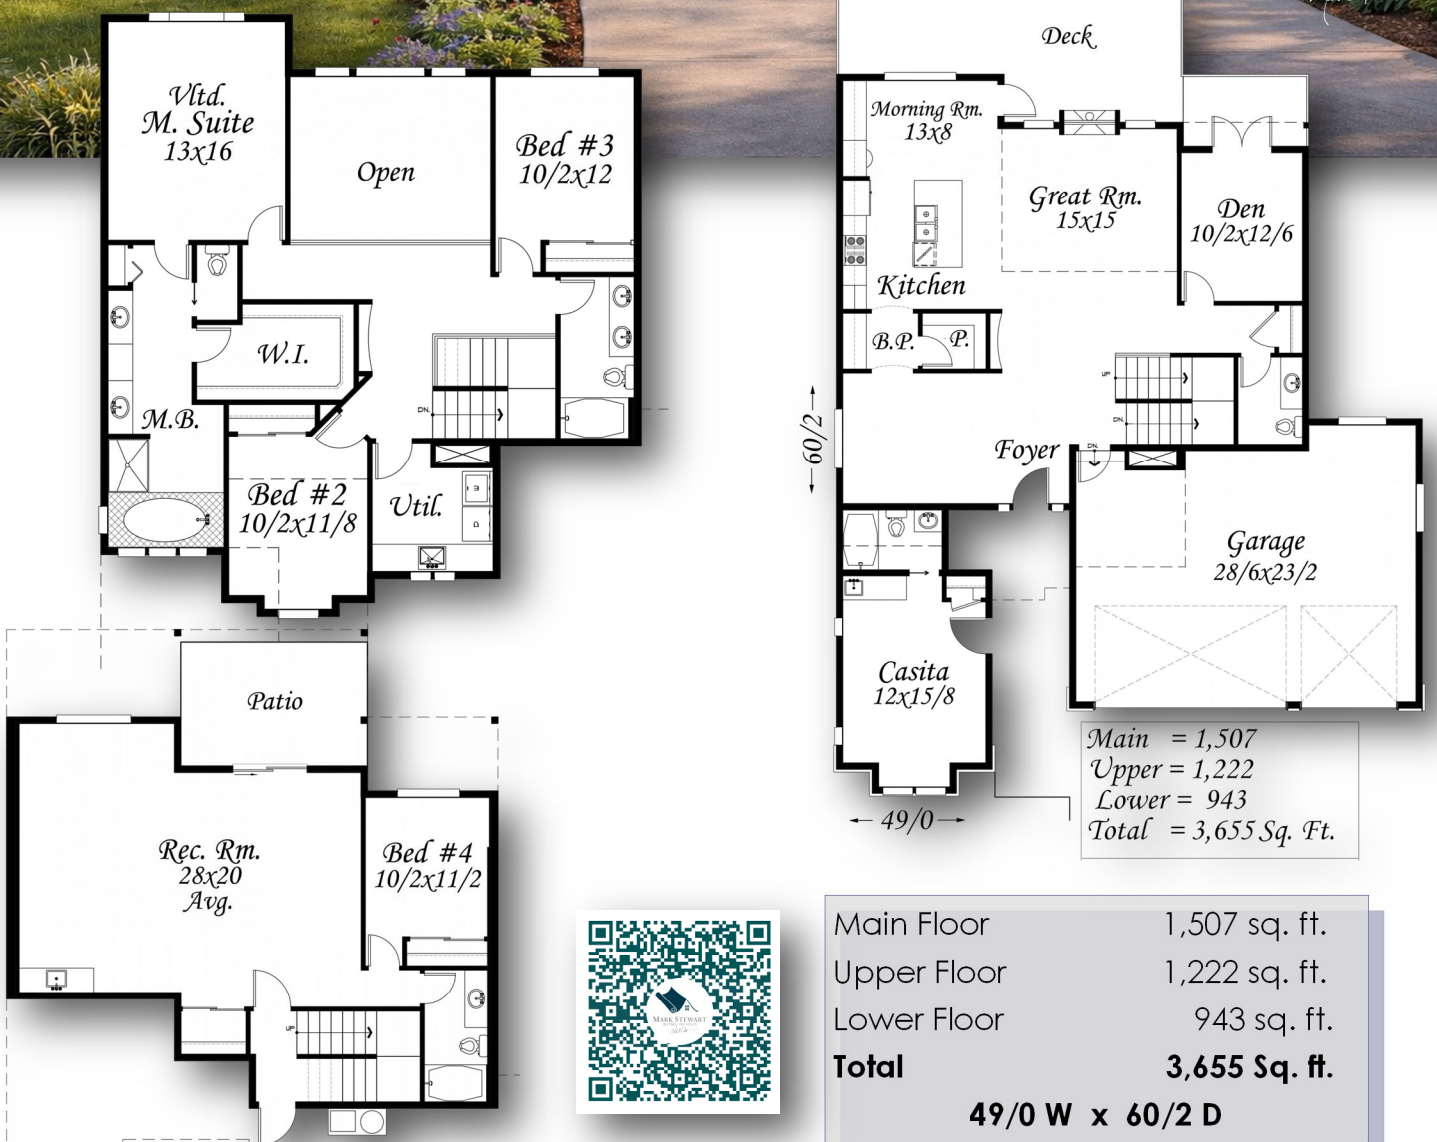 Vltd.
M. Suite
13x16
Open
Bed #3
10/2x12
W.I.
M.B.
DN.
Bed #2
10/2x11/8
Util.
Deck
Morning Rm.
13x8
Great Rm.
15x15
Den
10/2x12/6
Kitchen
B.P.
P.
UP
DN.
60/2
Foyer
DN.
Garage
28/6x23/2
Casita
12x15/8
49/0
Main = 1,507
Upper = 1,222
Lower = 943
Total = 3,655 Sq. Ft.
Patio
Rec. Rm.
28x20
Avg.
Bed #4
10/2x11/2
UP
MARK STEWART
HOME DESIGN
Main Floor 1,507 sq. ft.
Upper Floor 1,222 sq. ft.
Lower Floor 943 sq. ft.
Total 3,655 Sq. ft.
49/0 W x 60/2 D